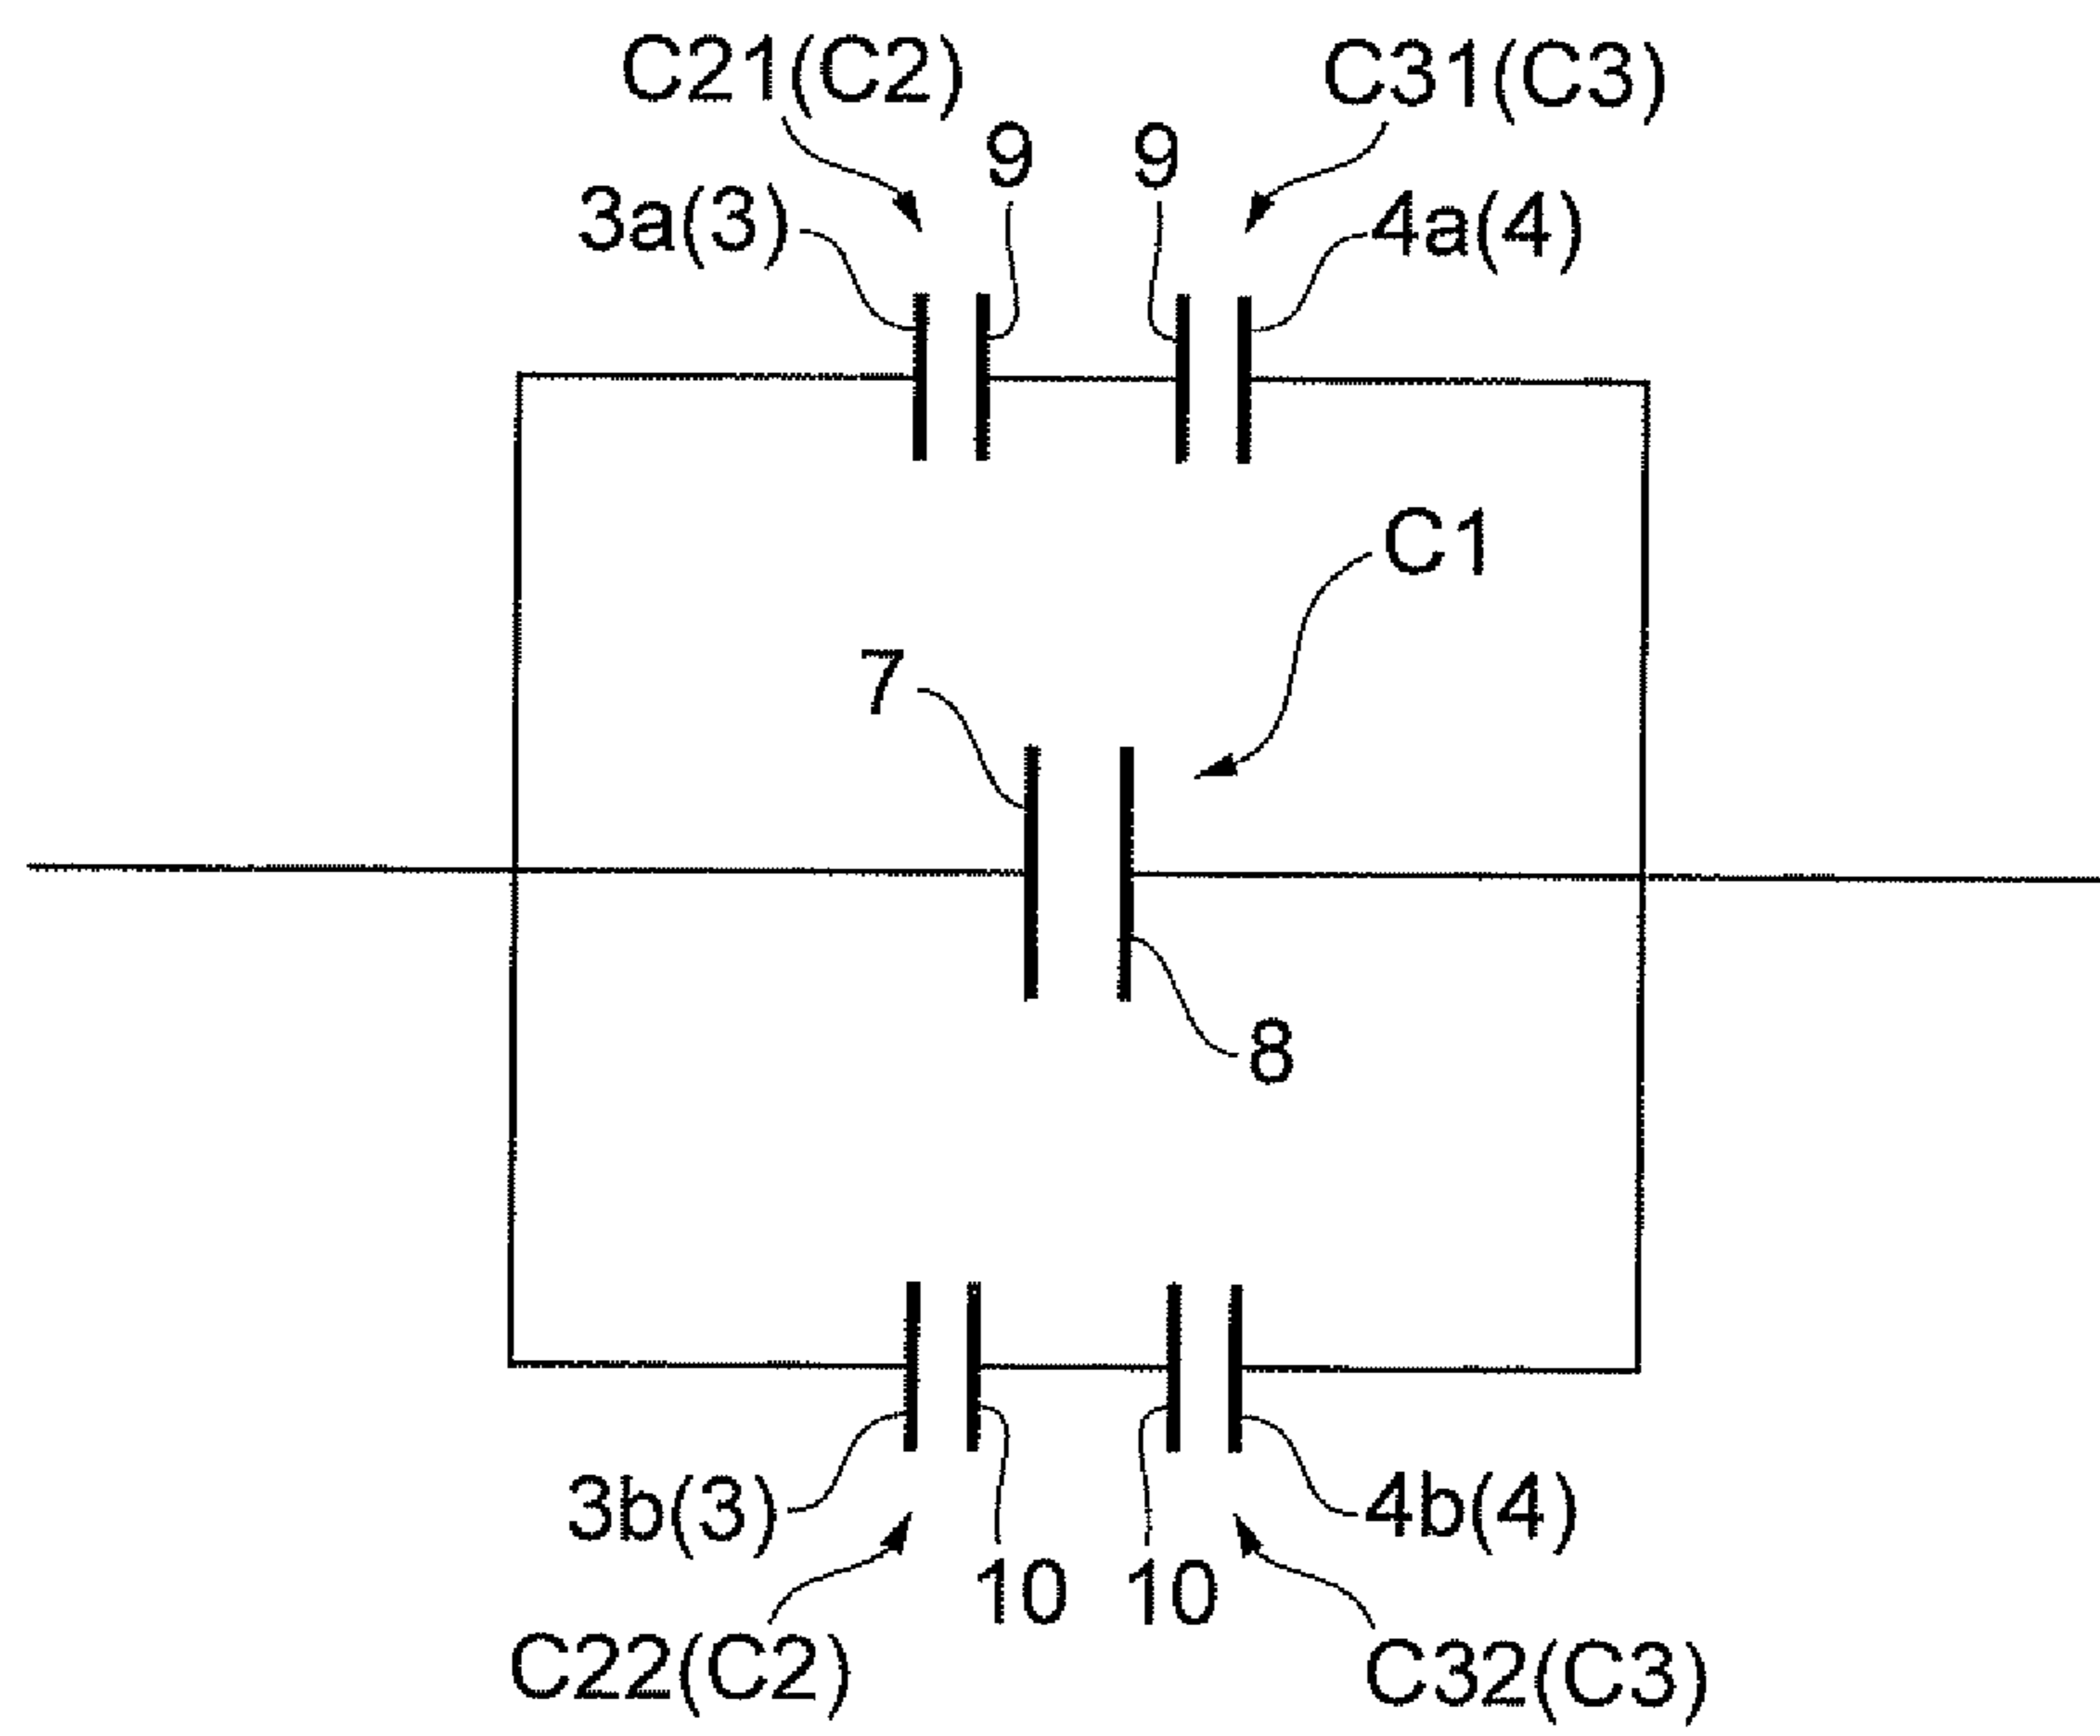 C21(C2)
C31(C3)
9
9
3a(3)
4a(4)
C1
7
8
3b(3)
4b(4)
10
10
C22(C2)
C32(C3)